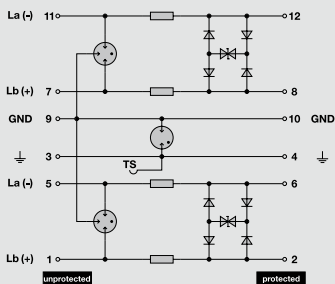 La (-) 11 12
Lb (+) 7 8
GND 9 10 GND
3 4
TS
La (-) 5 6
Lb (+) 1 2
unprotected protected